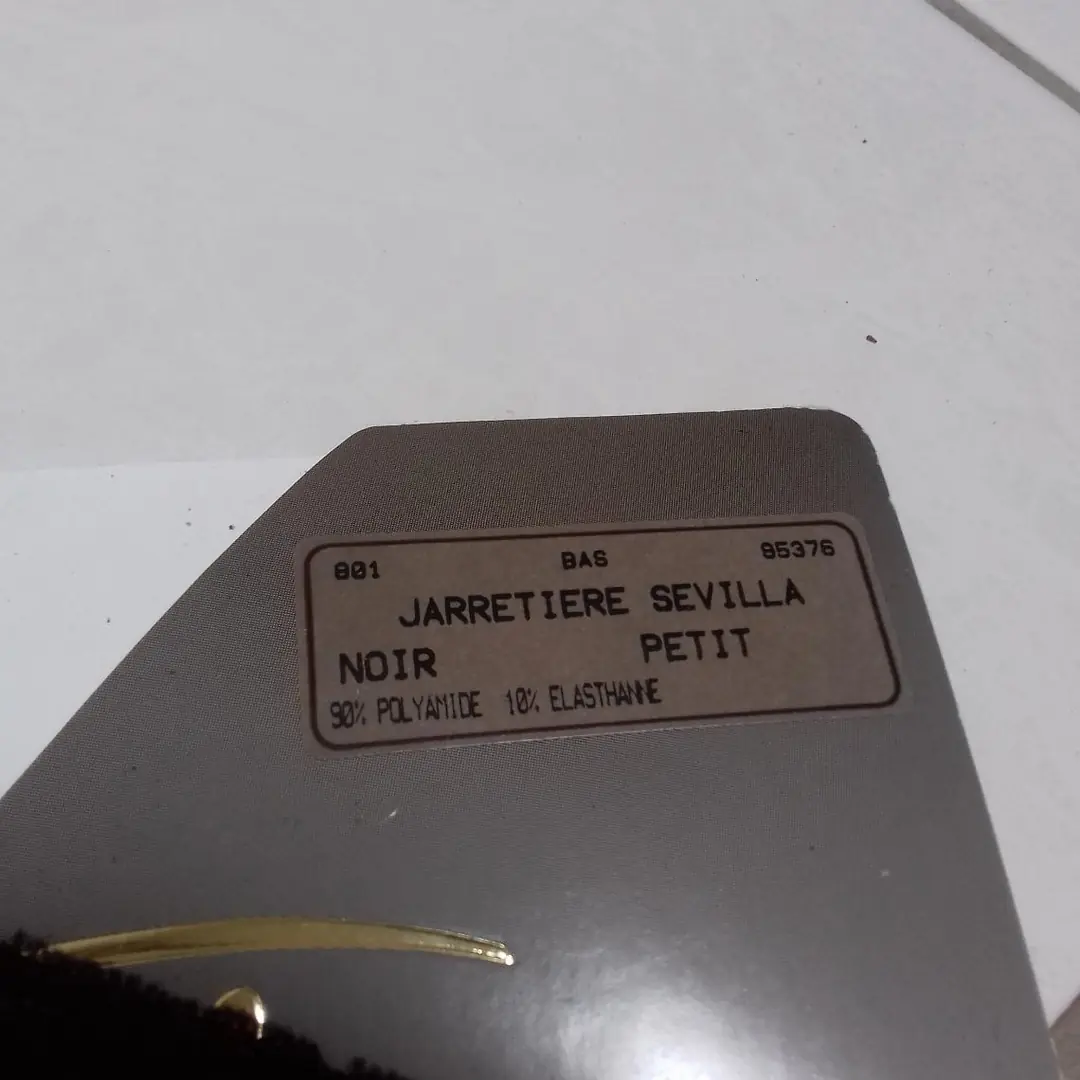 801 BAS 95376
JARRETIERE SEVILLA
NOIR PETIT
90% POLYAMIDE 10% ELASTHANNE